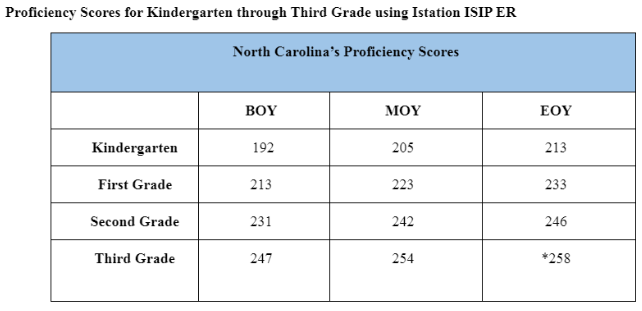 Proficiency Scores for Kindergarten through Third Grade using Istation ISIP ER
North Carolina's Proficiency Scores
BOY MOY EOY
Kindergarten 192 205 213
First Grade 213 223 233
Second Grade 231 242 246
Third Grade 247 254 *258